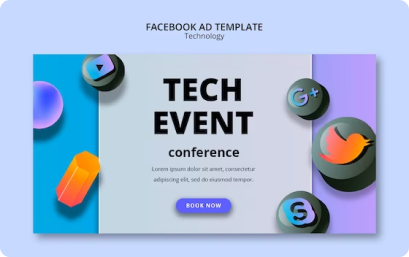 FACEBOOK AD TEMPLATE
Technology
TECH
EVENT
conference
Lorem ipsum dolor sit amet, consectetur
adipiscing elit, sed do eiusmod tempor.
BOOK NOW
G+
S